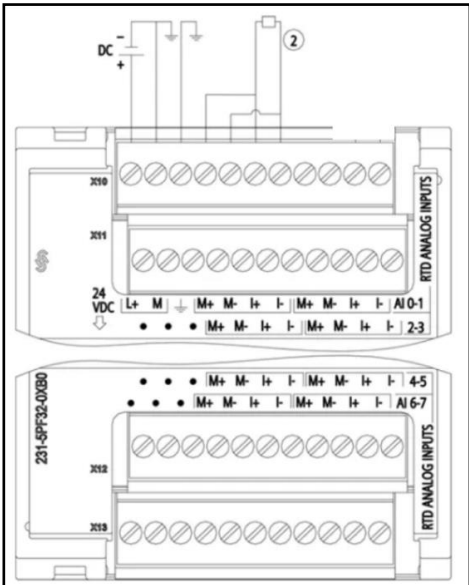 −
DC
+
2
X10
RTD ANALOG INPUTS
X11
24
VDC
L+ M M+ M- I+ I- M+ M- I+ I- AI 0-1
• • • M+ M- I+ I- M+ M- I+ I- 2-3
231-5PF32-0XB0
• • • M+ M- I+ I- M+ M- I+ I- 4-5
• • • M+ M- I+ I- M+ M- I+ I- AI 6-7
X12
RTD ANALOG INPUTS
X13